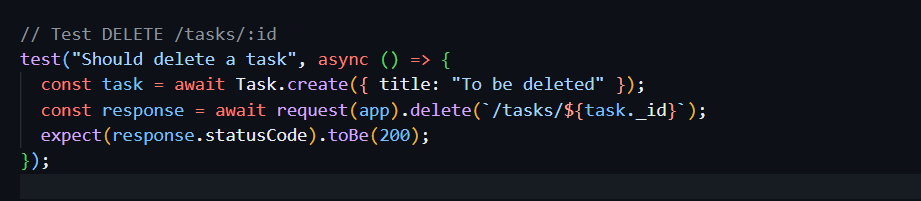 // Test DELETE /tasks/:id
test("Should delete a task", async () => {
  const task = await Task.create({ title: "To be deleted" });
  const response = await request(app).delete(`/tasks/${task._id}`);
  expect(response.statusCode).toBe(200);
});